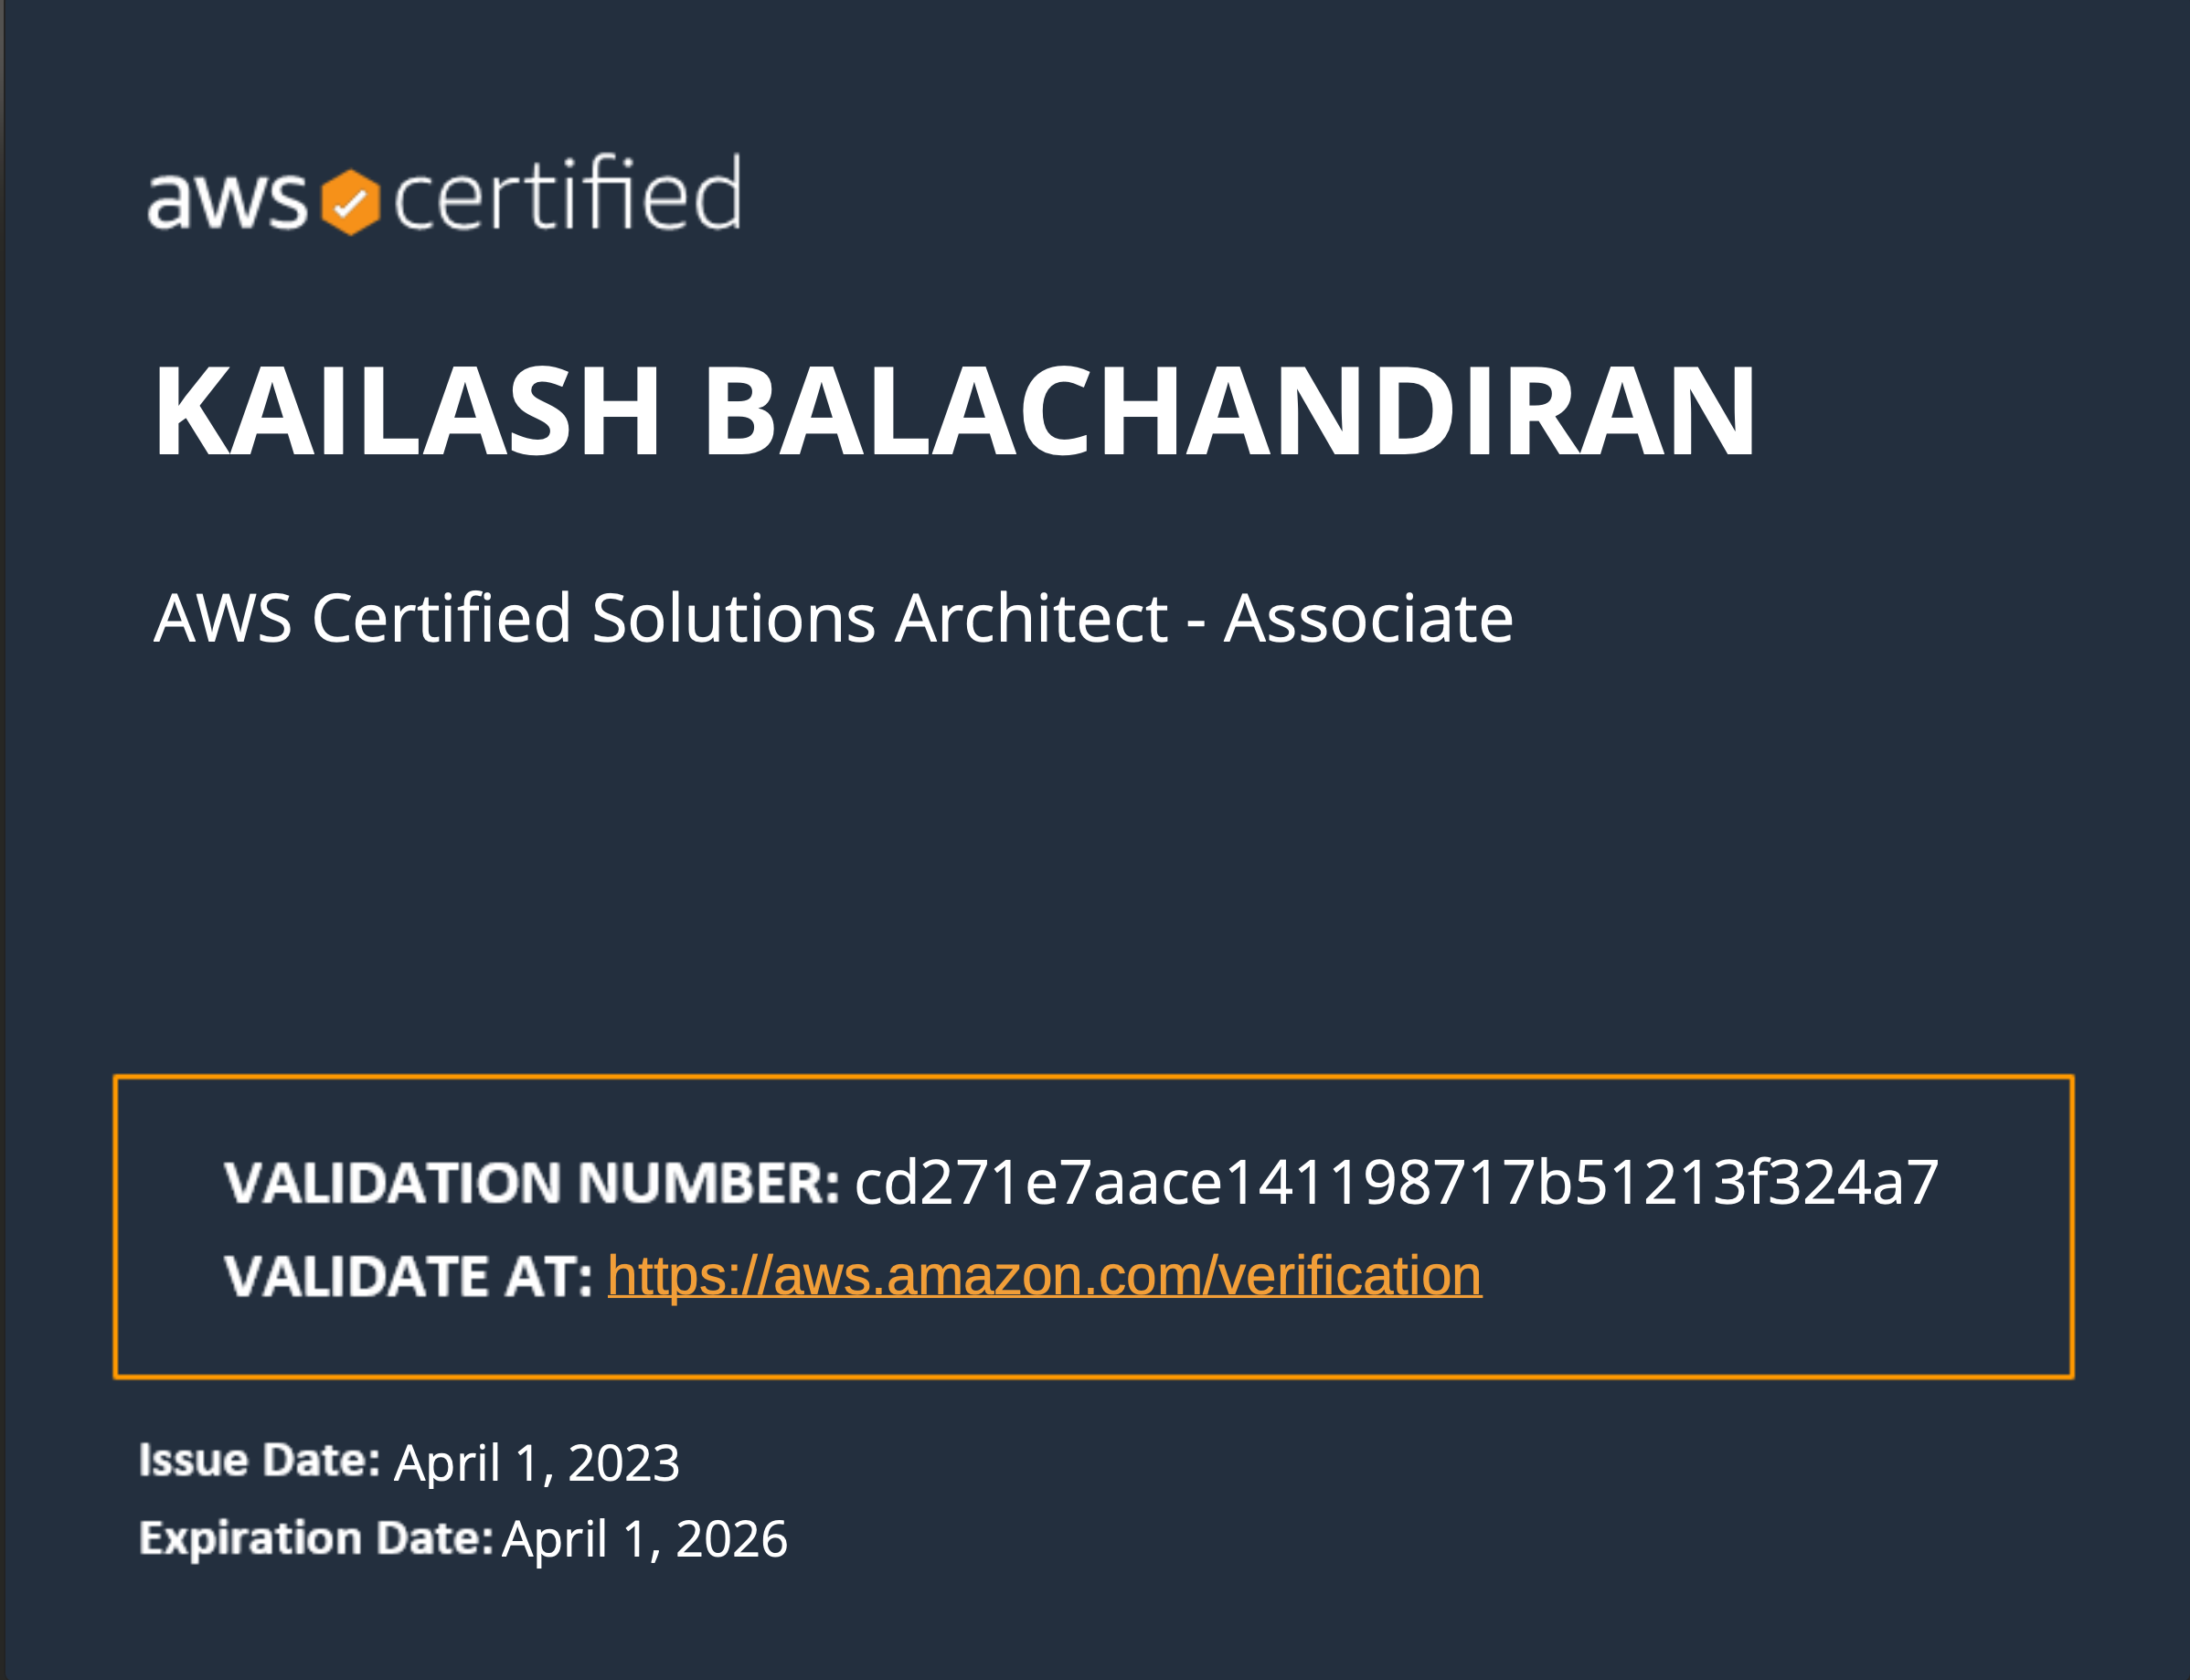 aws certified
KAILASH BALACHANDIRAN
AWS Certified Solutions Architect - Associate
VALIDATION NUMBER: cd271e7aace141198717b51213f324a7
VALIDATE AT: https://aws.amazon.com/verification
Issue Date: April 1, 2023
Expiration Date: April 1, 2026